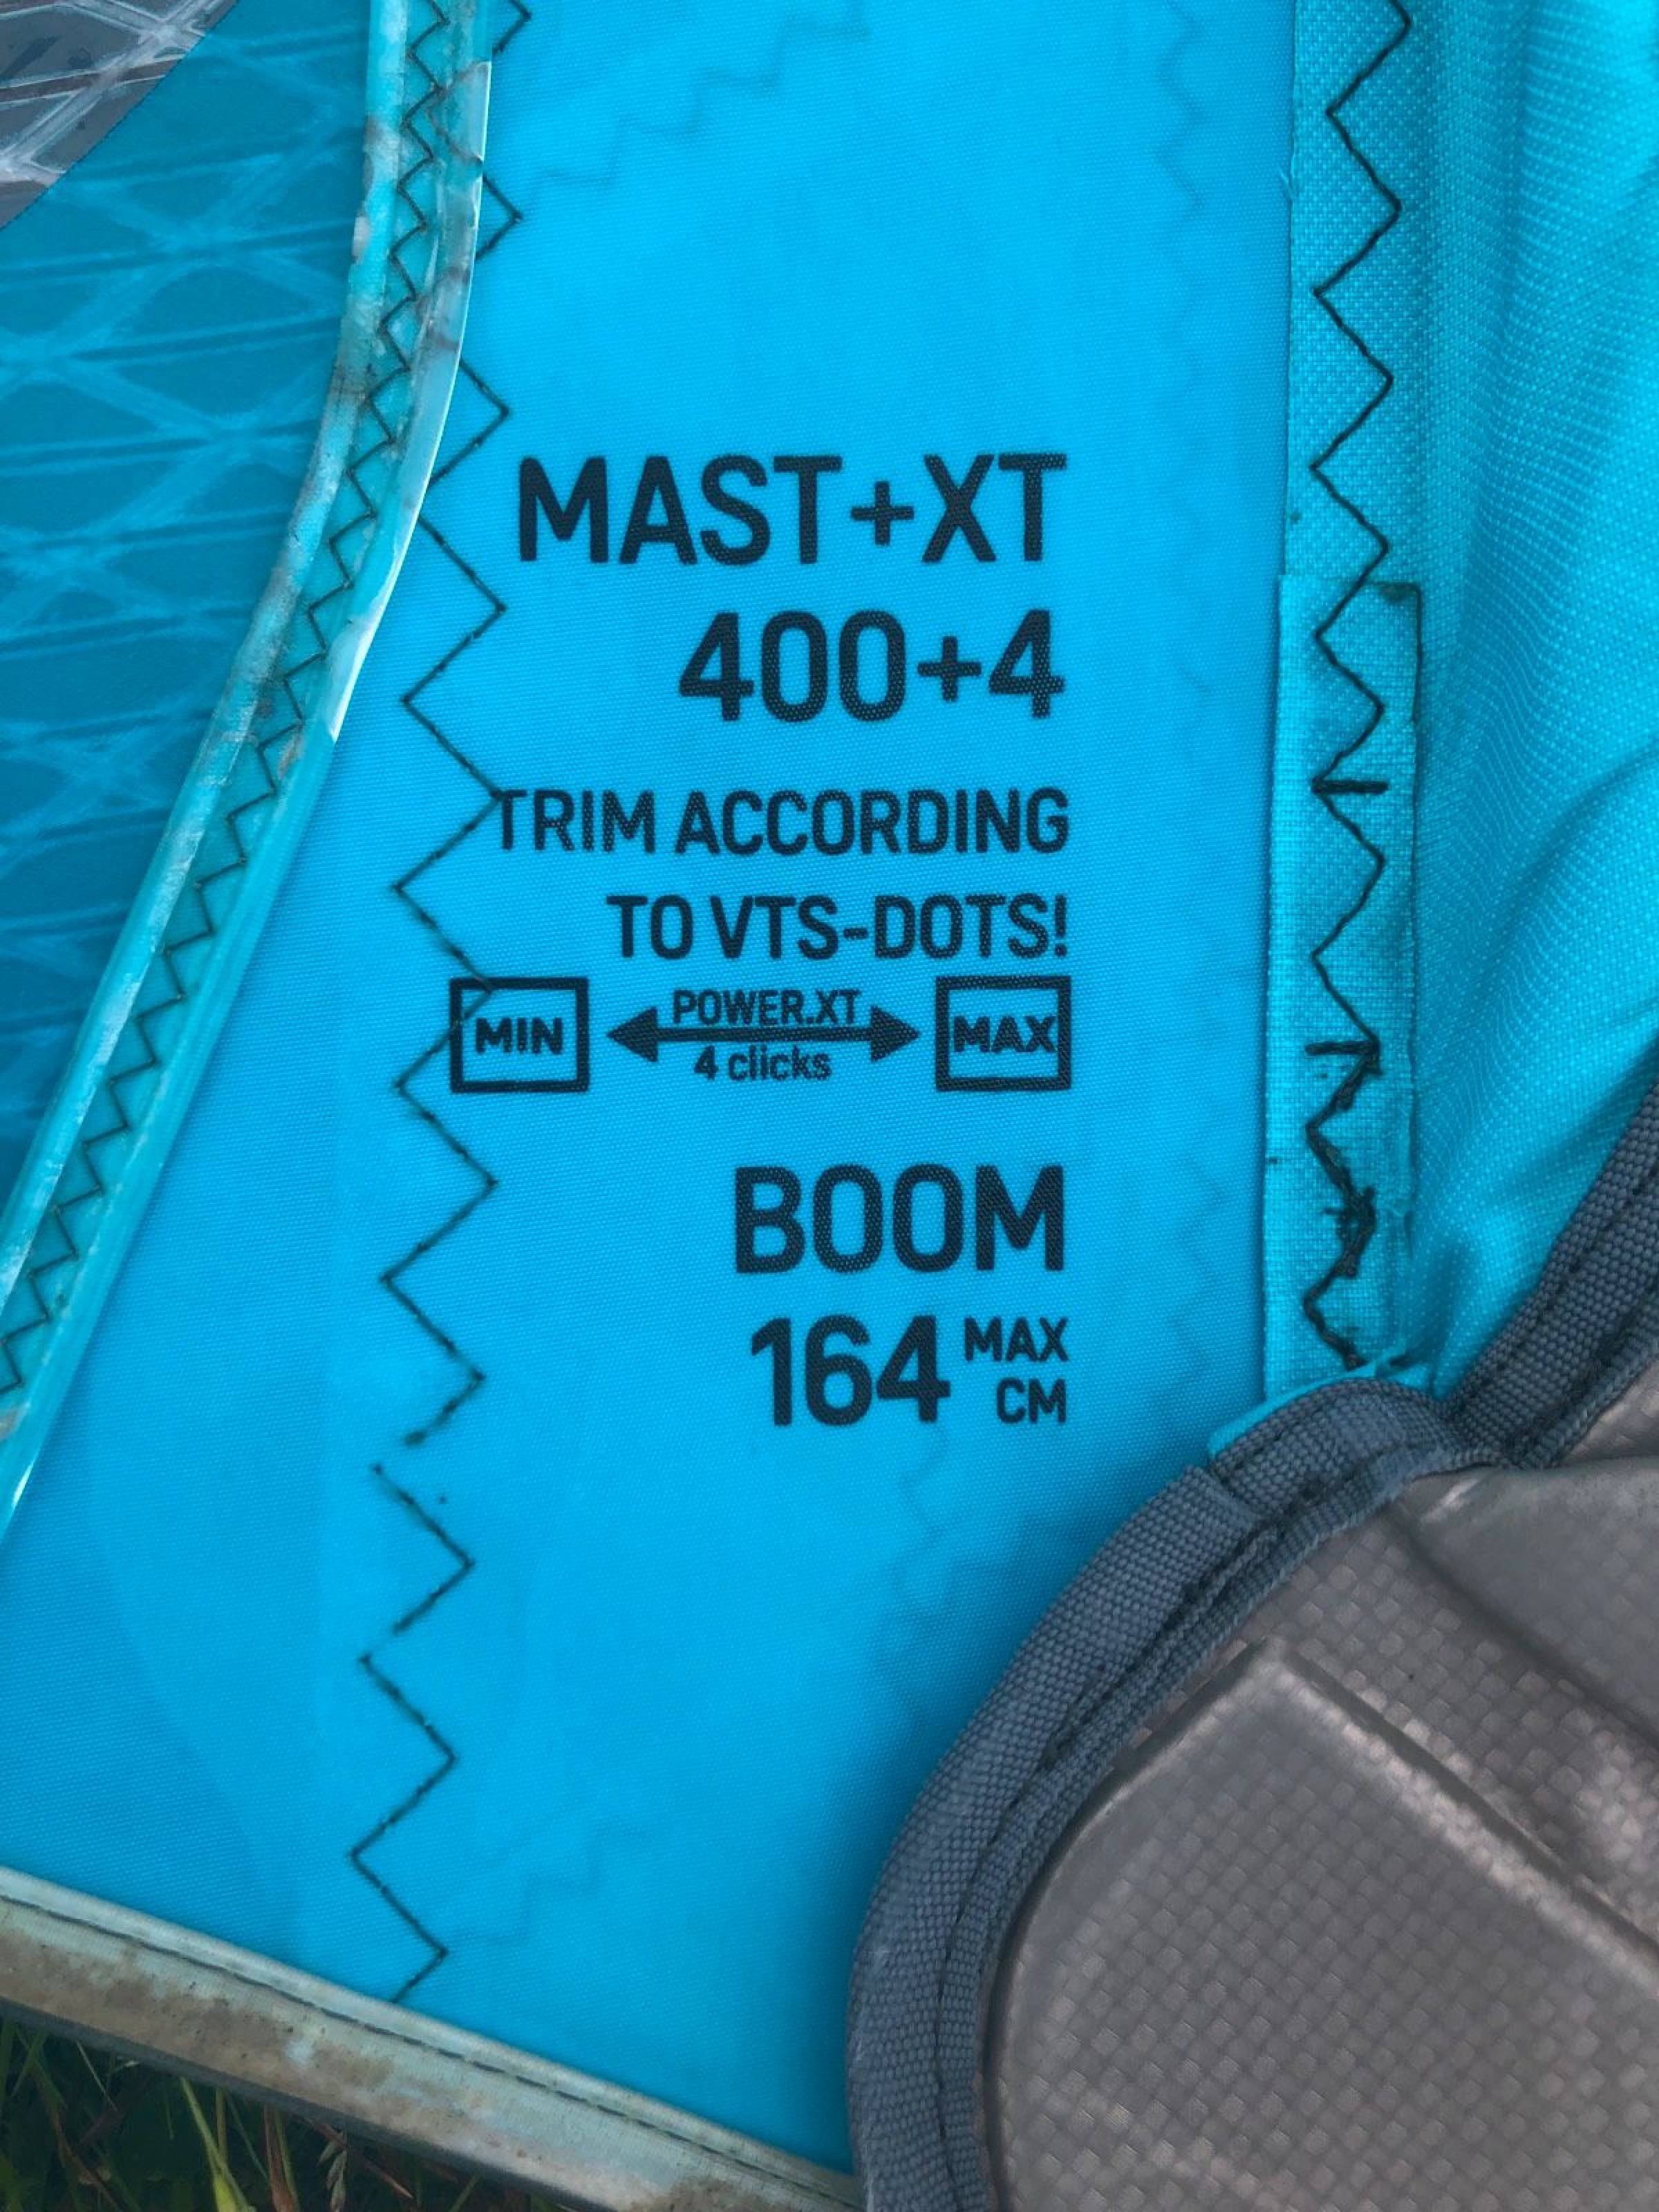 MAST+XT
400+4
TRIM ACCORDING
TO VTS-DOTS!
MIN POWER.XT MAX
4 clicks
BOOM
164 MAX
CM